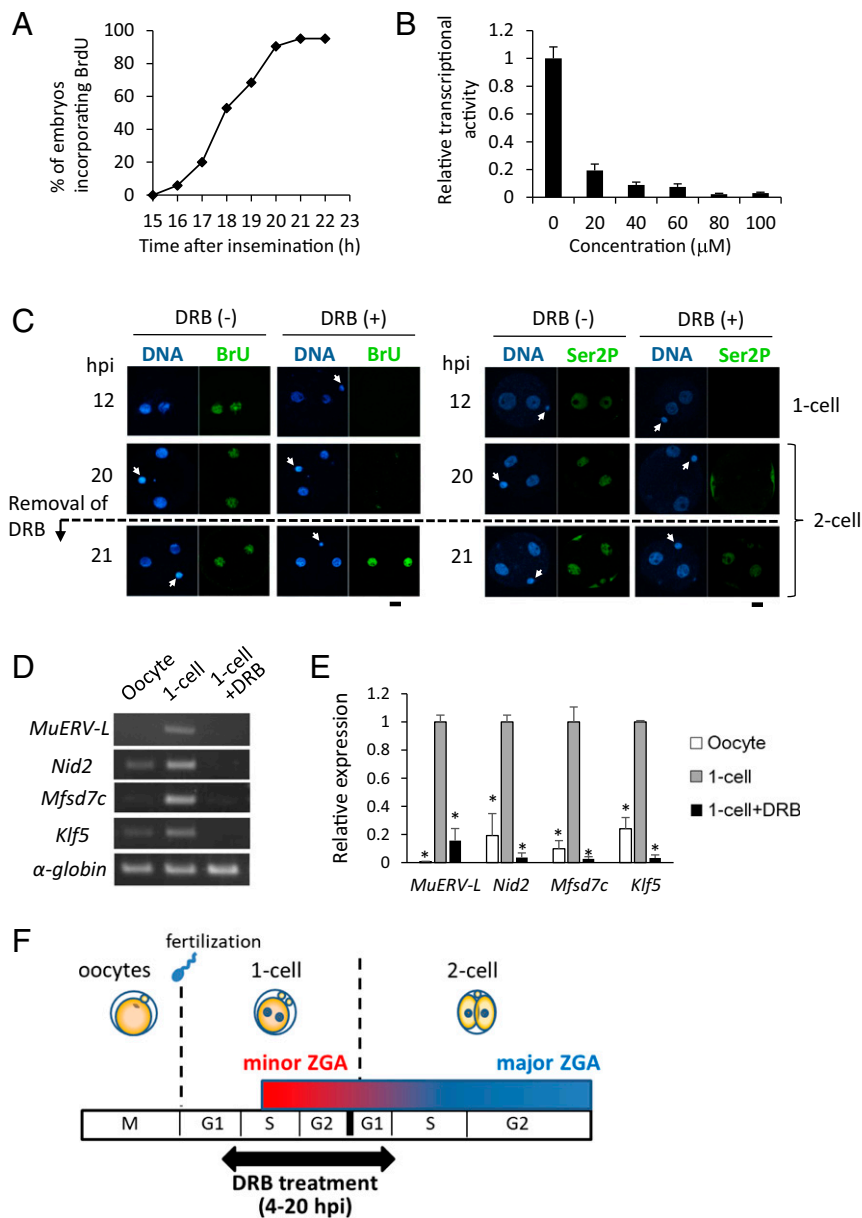 A
% of embryos
incorporating BrdU
100
80
60
40
20
0
15 16 17 18 19 20 21 22 23
Time after insemination (h)
B
Relative transcriptional
activity
1.2
1
0.8
0.6
0.4
0.2
0
0 20 40 60 80 100
Concentration (μM)
C
DRB (-) DRB (+) DRB (-) DRB (+)
hpi DNA BrU DNA BrU DNA Ser2P DNA Ser2P
12 12 1-cell
20 20
Removal of
DRB
2-cell
21 21
D
Oocyte 1-cell 1-cell
+DRB
MuERV-L
Nid2
Mfsd7c
Klf5
α-globin
E
Relative expression
1.2
1
0.8
0.6
0.4
0.2
0
* * * * * * * *
MuERV-L Nid2 Mfsd7c Klf5
Oocyte
1-cell
1-cell+DRB
F
fertilization
oocytes 1-cell 2-cell
minor ZGA major ZGA
M G1 S G2 G1 S G2
DRB treatment
(4-20 hpi)